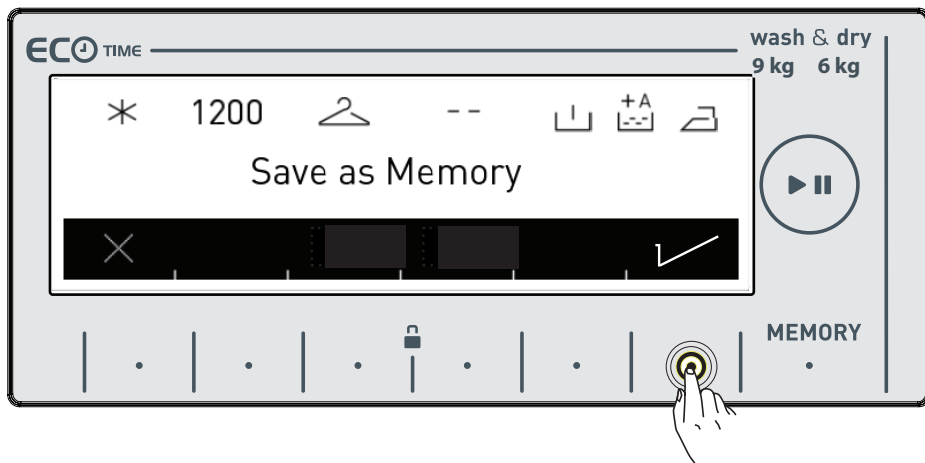 ECO TIME
wash & dry
9 kg 6 kg
1200 -- +A
Save as Memory
MEMORY